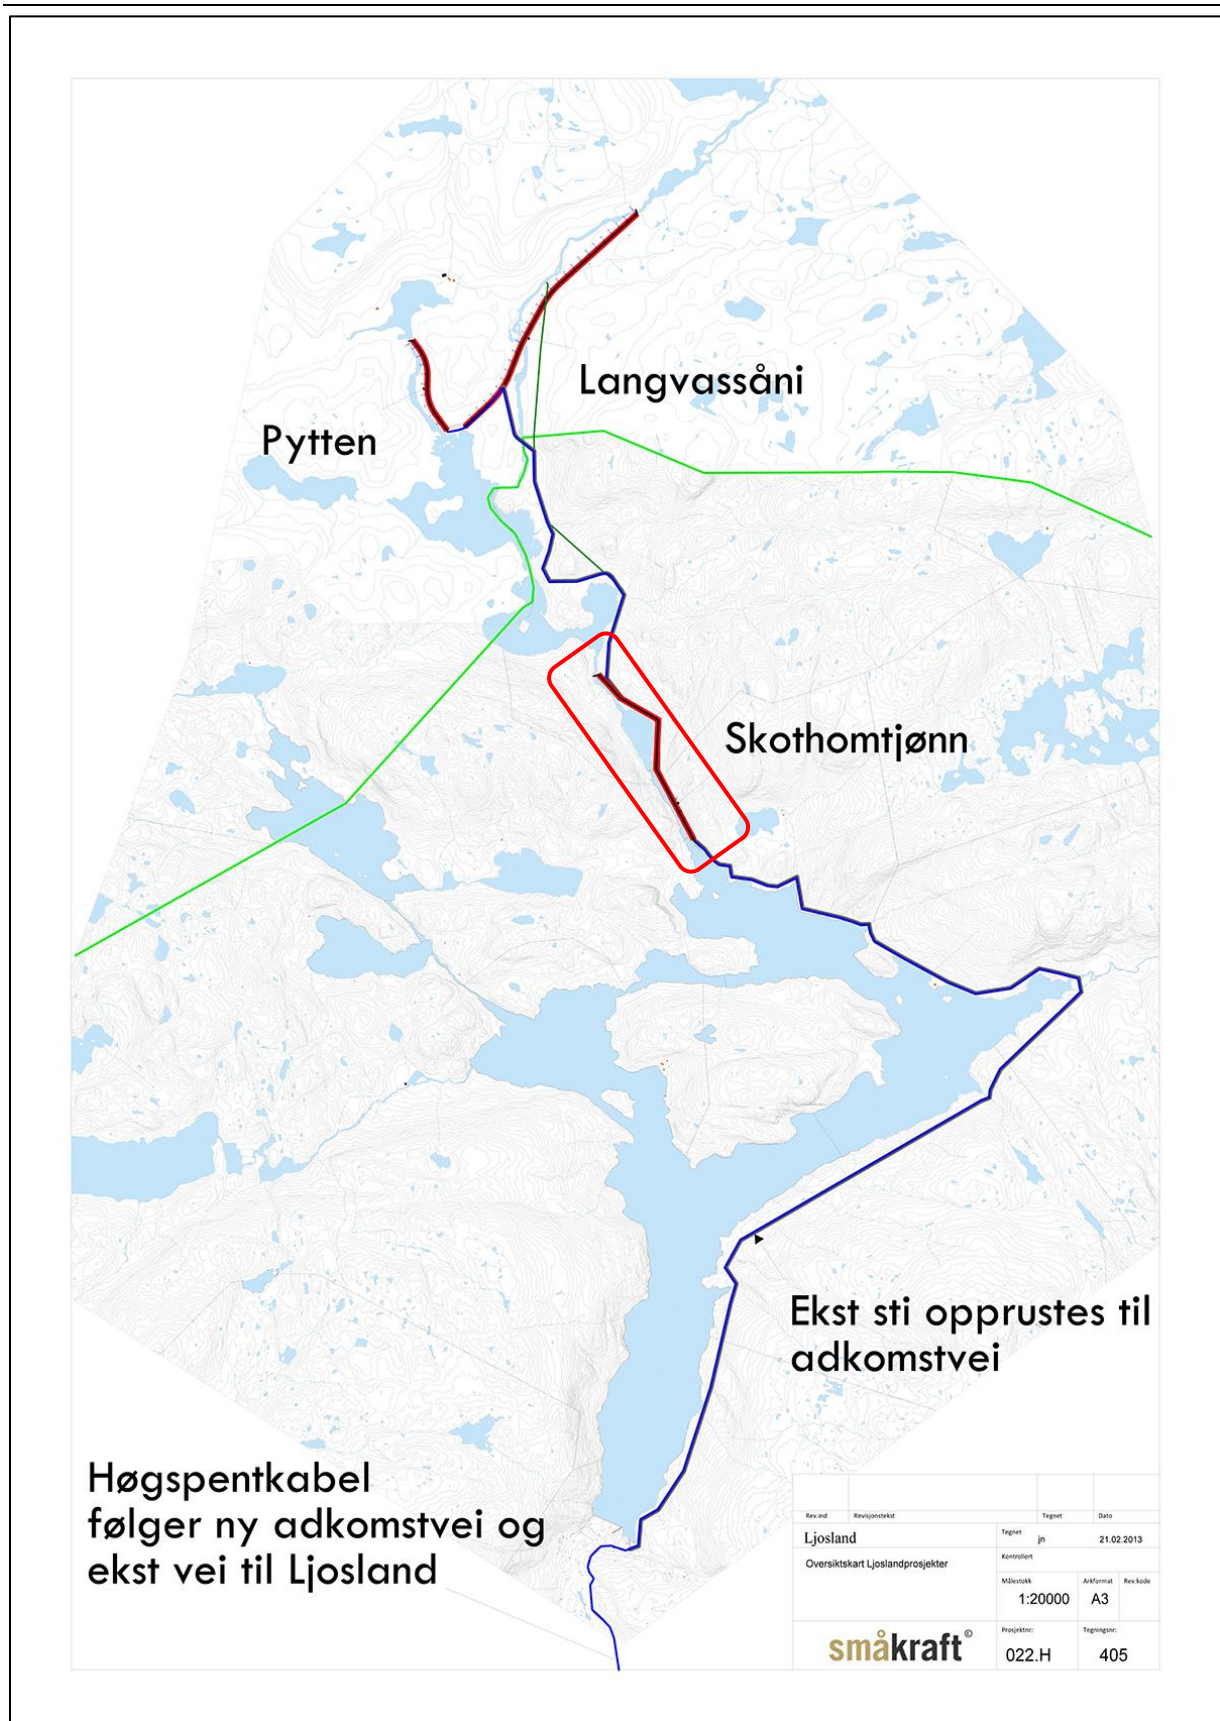 Langvassåni
Pytten
Skothomtjønn
Ekst sti opprustes til
adkomstvei
Høgspentkabel
følger ny adkomstvei og
ekst vei til Ljosland
Rev.ind Revisjonstekst Tegnet Dato
Ljosland
Oversiktskart Ljoslandprosjekter
Tegnet
jn 21.02.2013
Kontrollert
Målestokk Arkformat Rev.kode
1:20000 A3
Prosjektnr: Tegningsnr:
022.H 405
småkraft©